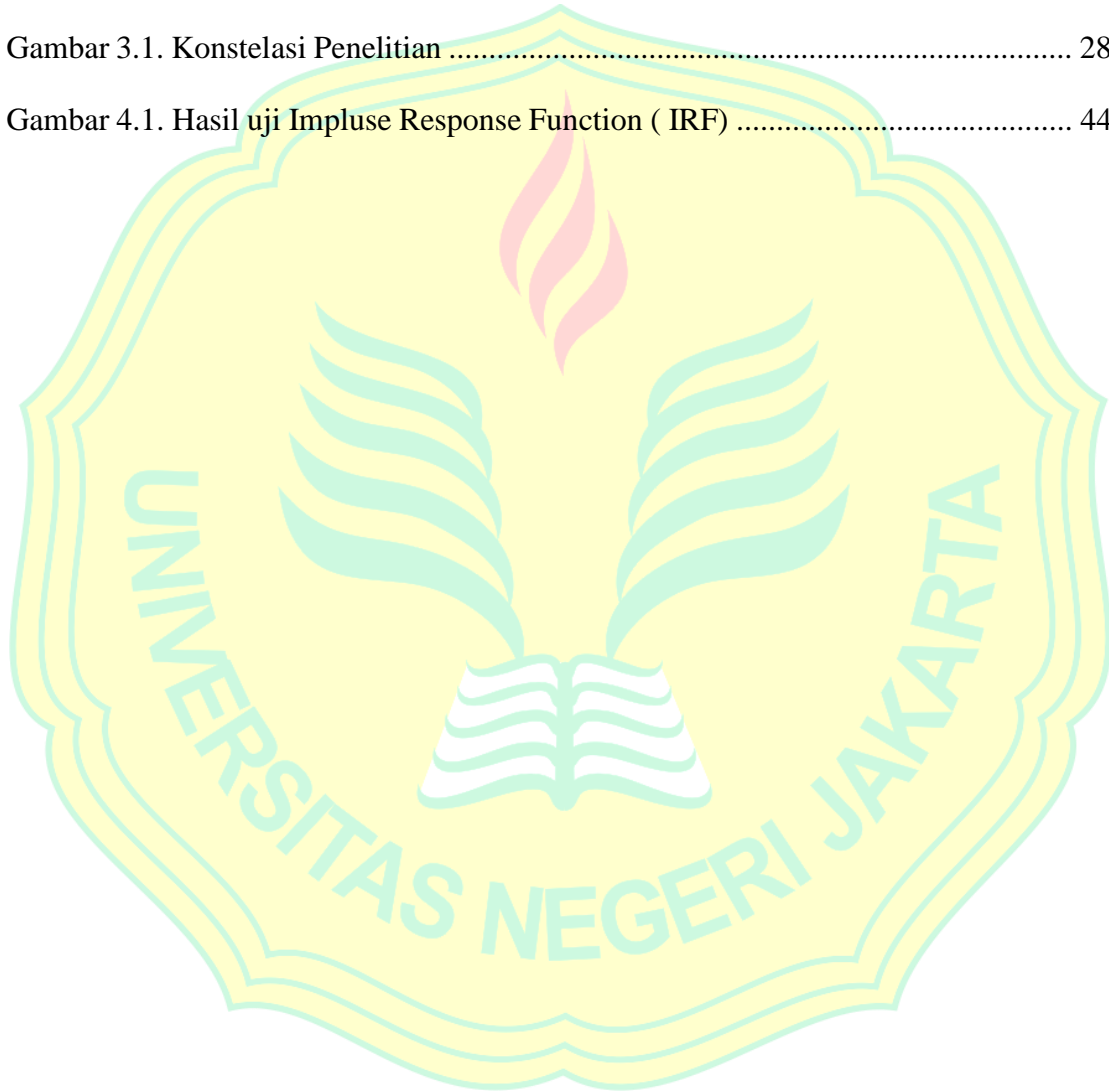 Gambar 3.1. Konstelasi Penelitian .............................................................................. 28
Gambar 4.1. Hasil uji Impluse Response Function ( IRF) .......................................... 44
UNIVERSITAS NEGERI JAKARTA